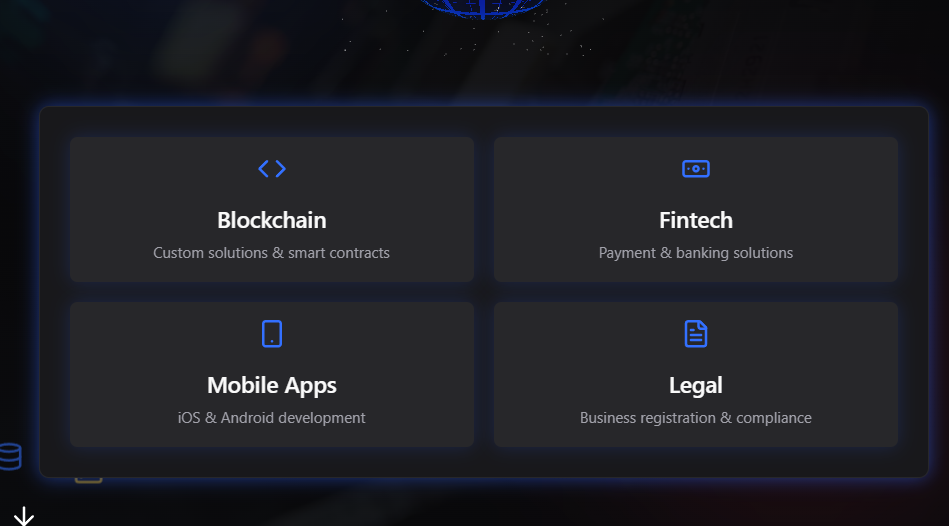 Blockchain
Custom solutions & smart contracts
Fintech
Payment & banking solutions
Mobile Apps
iOS & Android development
Legal
Business registration & compliance